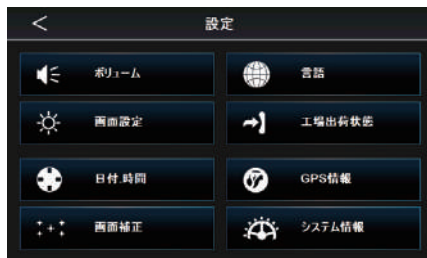 設定
ボリューム
言語
画面設定
工場出荷状態
日付.時間
GPS情報
画面補正
システム情報